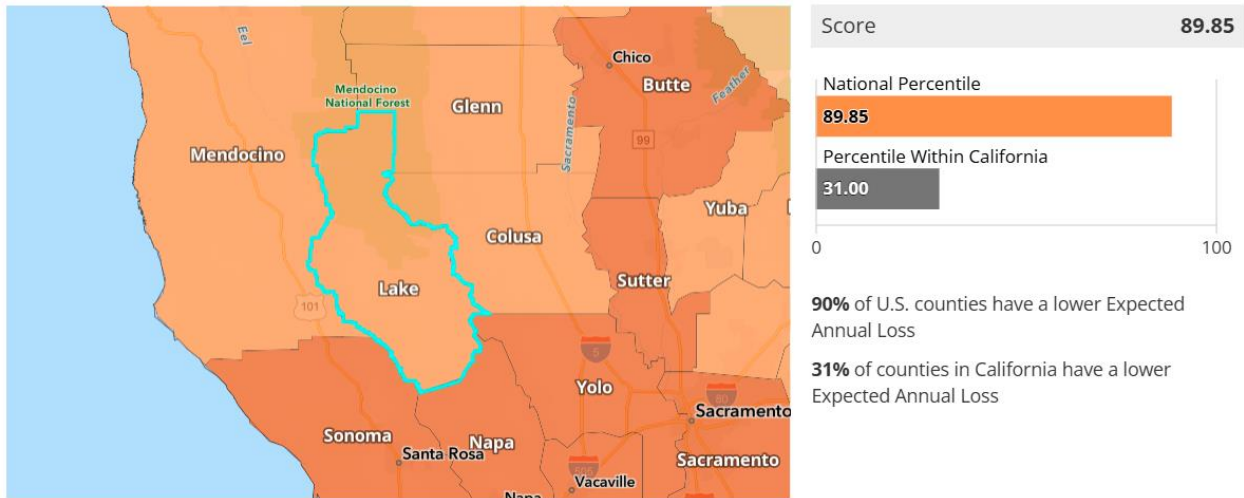 Eel
Chico
Mendocino
National Forest
Butte
Feather
Glenn
Sacramento
99
Mendocino
Yuba
Colusa
Lake
Sutter
101
5
Yolo
80
Sacramento
Sonoma
Napa
Santa Rosa
505
Vacaville
Sacramento
Napa
Score 89.85
National Percentile
89.85
Percentile Within California
31.00
0 100
90% of U.S. counties have a lower Expected
Annual Loss
31% of counties in California have a lower
Expected Annual Loss